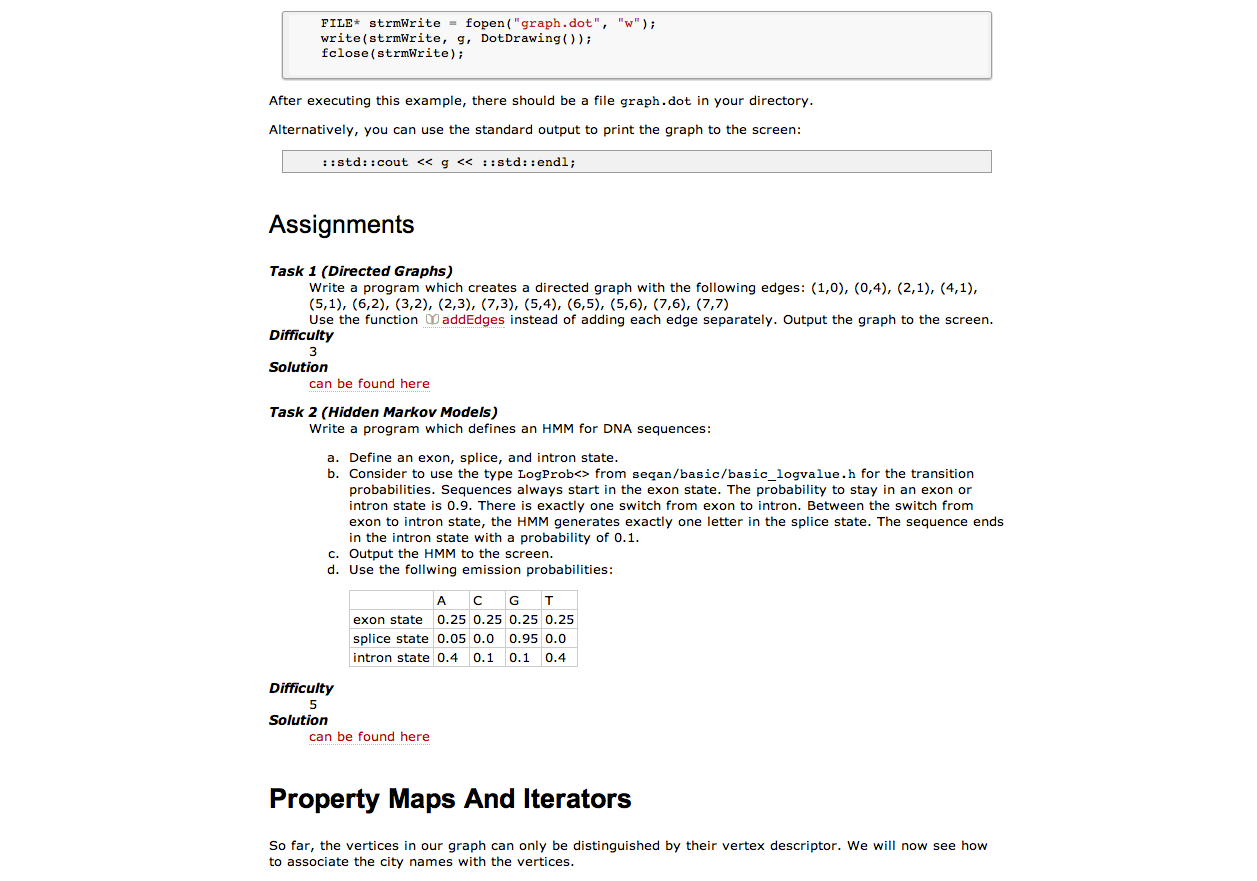 FILE* strmWrite = fopen("graph.dot", "w");
write(strmWrite, g, DotDrawing());
fclose(strmWrite);
After executing this example, there should be a file graph.dot in your directory.
Alternatively, you can use the standard output to print the graph to the screen:
::std::cout << g << ::std::endl;
Assignments
Task 1 (Directed Graphs)
Write a program which creates a directed graph with the following edges: (1,0), (0,4), (2,1), (4,1),
(5,1), (6,2), (3,2), (2,3), (7,3), (5,4), (6,5), (5,6), (7,6), (7,7)
Use the function addEdges instead of adding each edge separately. Output the graph to the screen.
Difficulty
3
Solution
can be found here
Task 2 (Hidden Markov Models)
Write a program which defines an HMM for DNA sequences:
a. Define an exon, splice, and intron state.
b. Consider to use the type LogProb<> from seqan/basic/basic_logvalue.h for the transition
probabilities. Sequences always start in the exon state. The probability to stay in an exon or
intron state is 0.9. There is exactly one switch from exon to intron. Between the switch from
exon to intron state, the HMM generates exactly one letter in the splice state. The sequence ends
in the intron state with a probability of 0.1.
c. Output the HMM to the screen.
d. Use the follwing emission probabilities:
A C G T
exon state 0.25 0.25 0.25 0.25
splice state 0.05 0.0 0.95 0.0
intron state 0.4 0.1 0.1 0.4
Difficulty
5
Solution
can be found here
Property Maps And Iterators
So far, the vertices in our graph can only be distinguished by their vertex descriptor. We will now see how
to associate the city names with the vertices.